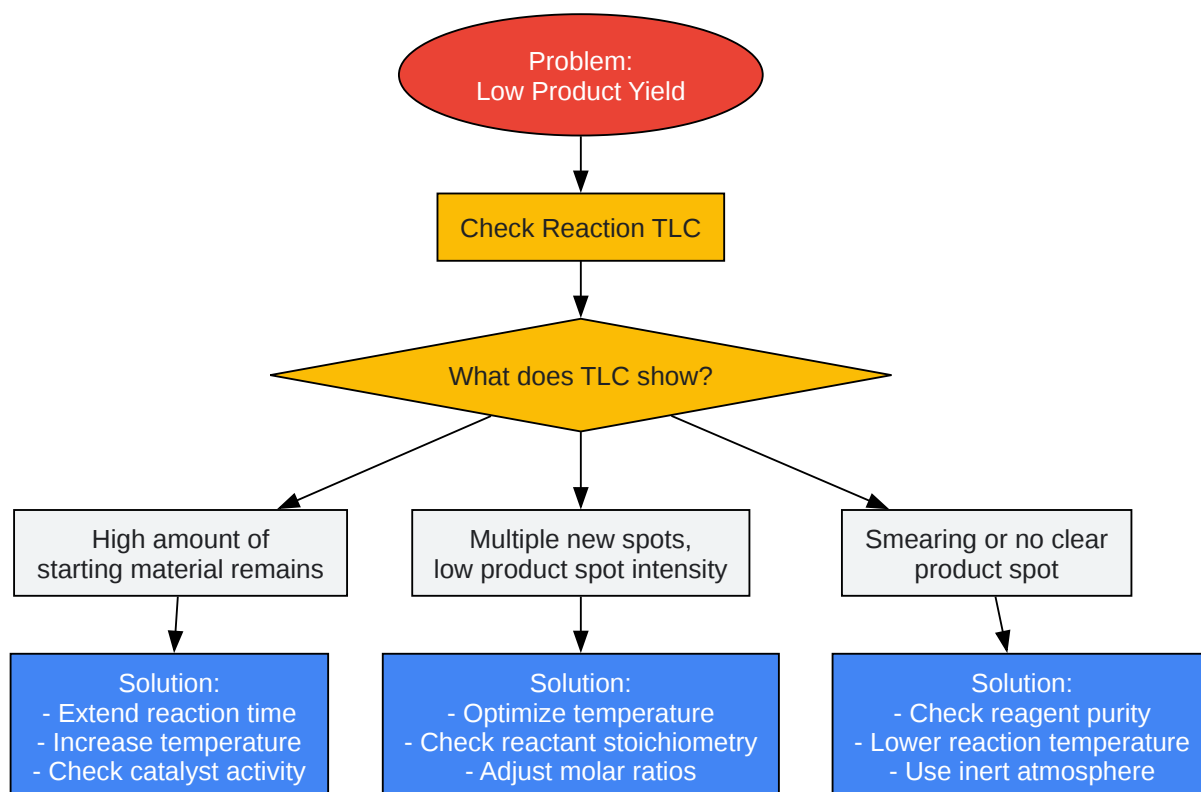 Problem:
Low Product Yield
Check Reaction TLC
What does TLC show?
High amount of
starting material remains
Multiple new spots,
low product spot intensity
Smearing or no clear
product spot
Solution:
- Extend reaction time
- Increase temperature
- Check catalyst activity
Solution:
- Optimize temperature
- Check reactant stoichiometry
- Adjust molar ratios
Solution:
- Check reagent purity
- Lower reaction temperature
- Use inert atmosphere